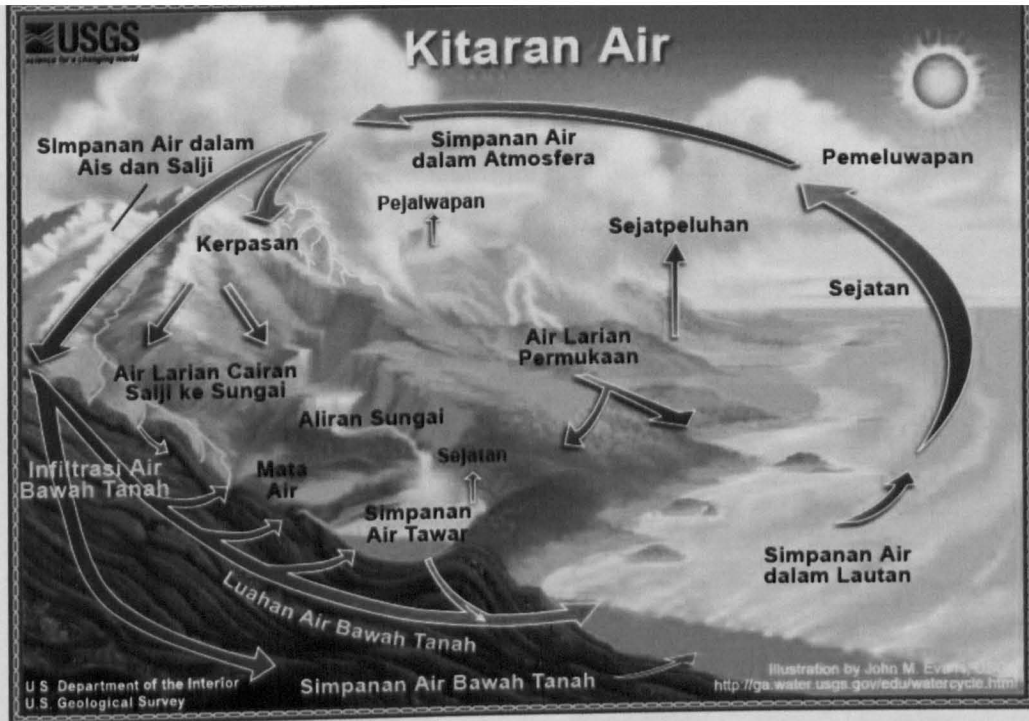 USGS
science for a changing world
Kitaran Air
Simpanan Air dalam
Ais dan Salji
Simpanan Air
dalam Atmosfera
Pemeluwapan
Pejalwapan
Kerpasan
Sejatpeluhan
Sejatan
Air Larian
Permukaan
Air Larian Cairan
Salji ke Sungai
Aliran Sungai
Infiltrasi Air
Bawah Tanah
Mata
Air
Sejatan
Simpanan
Air Tawar
Simpanan Air
dalam Lautan
Luahan Air Bawah Tanah
Simpanan Air Bawah Tanah
U S Department of the Interior
U.S. Geological Survey
Illustration by John M. Evans, USGS
http://ga.water.usgs.gov/edu/watercycle.html